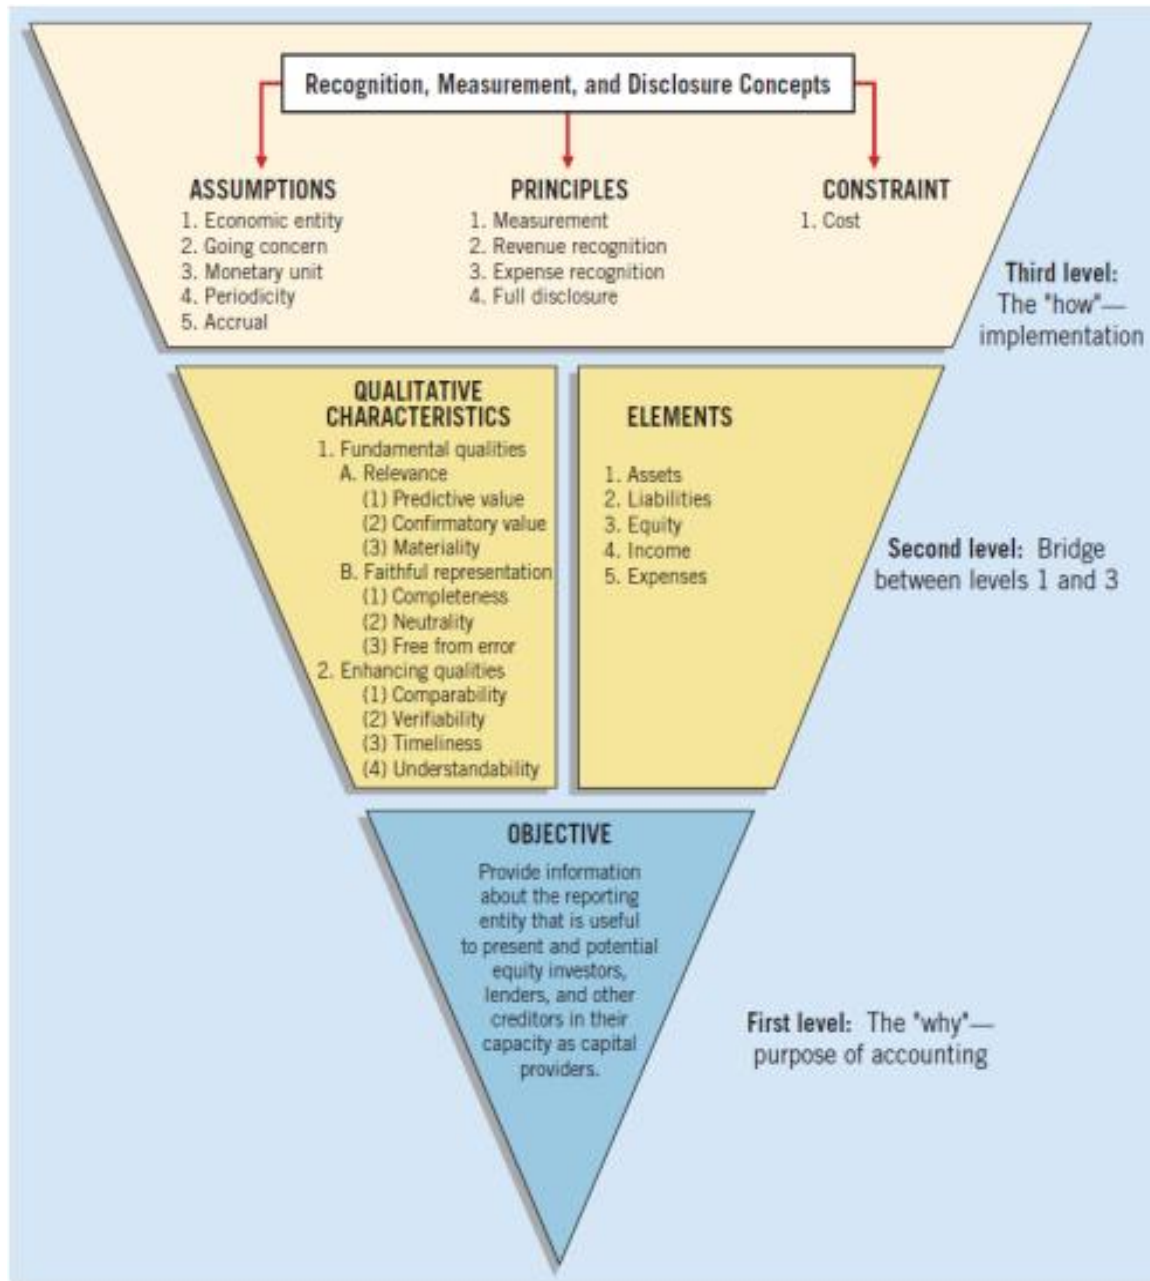 Recognition, Measurement, and Disclosure Concepts
ASSUMPTIONS
1. Economic entity
2. Going concern
3. Monetary unit
4. Periodicity
5. Accrual
PRINCIPLES
1. Measurement
2. Revenue recognition
3. Expense recognition
4. Full disclosure
CONSTRAINT
1. Cost
Third level:
The "how"—
implementation
QUALITATIVE
CHARACTERISTICS
1. Fundamental qualities
A. Relevance
(1) Predictive value
(2) Confirmatory value
(3) Materiality
B. Faithful representation
(1) Completeness
(2) Neutrality
(3) Free from error
2. Enhancing qualities
(1) Comparability
(2) Verifiability
(3) Timeliness
(4) Understandability
ELEMENTS
1. Assets
2. Liabilities
3. Equity
4. Income
5. Expenses
Second level: Bridge
between levels 1 and 3
OBJECTIVE
Provide information
about the reporting
entity that is useful
to present and potential
equity investors,
lenders, and other
creditors in their
capacity as capital
providers.
First level: The "why"—
purpose of accounting